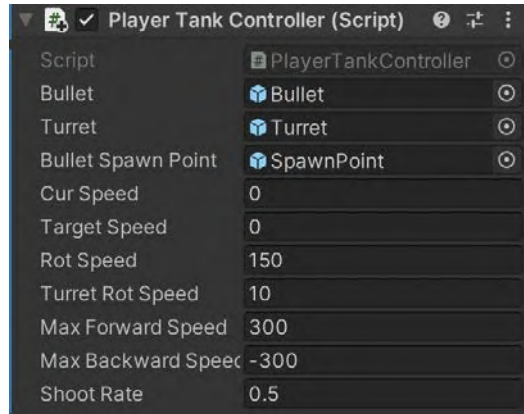 Player Tank Controller (Script)
Script PlayerTankController
Bullet Bullet
Turret Turret
Bullet Spawn Point SpawnPoint
Cur Speed 0
Target Speed 0
Rot Speed 150
Turret Rot Speed 10
Max Forward Speed 300
Max Backward Speec -300
Shoot Rate 0.5